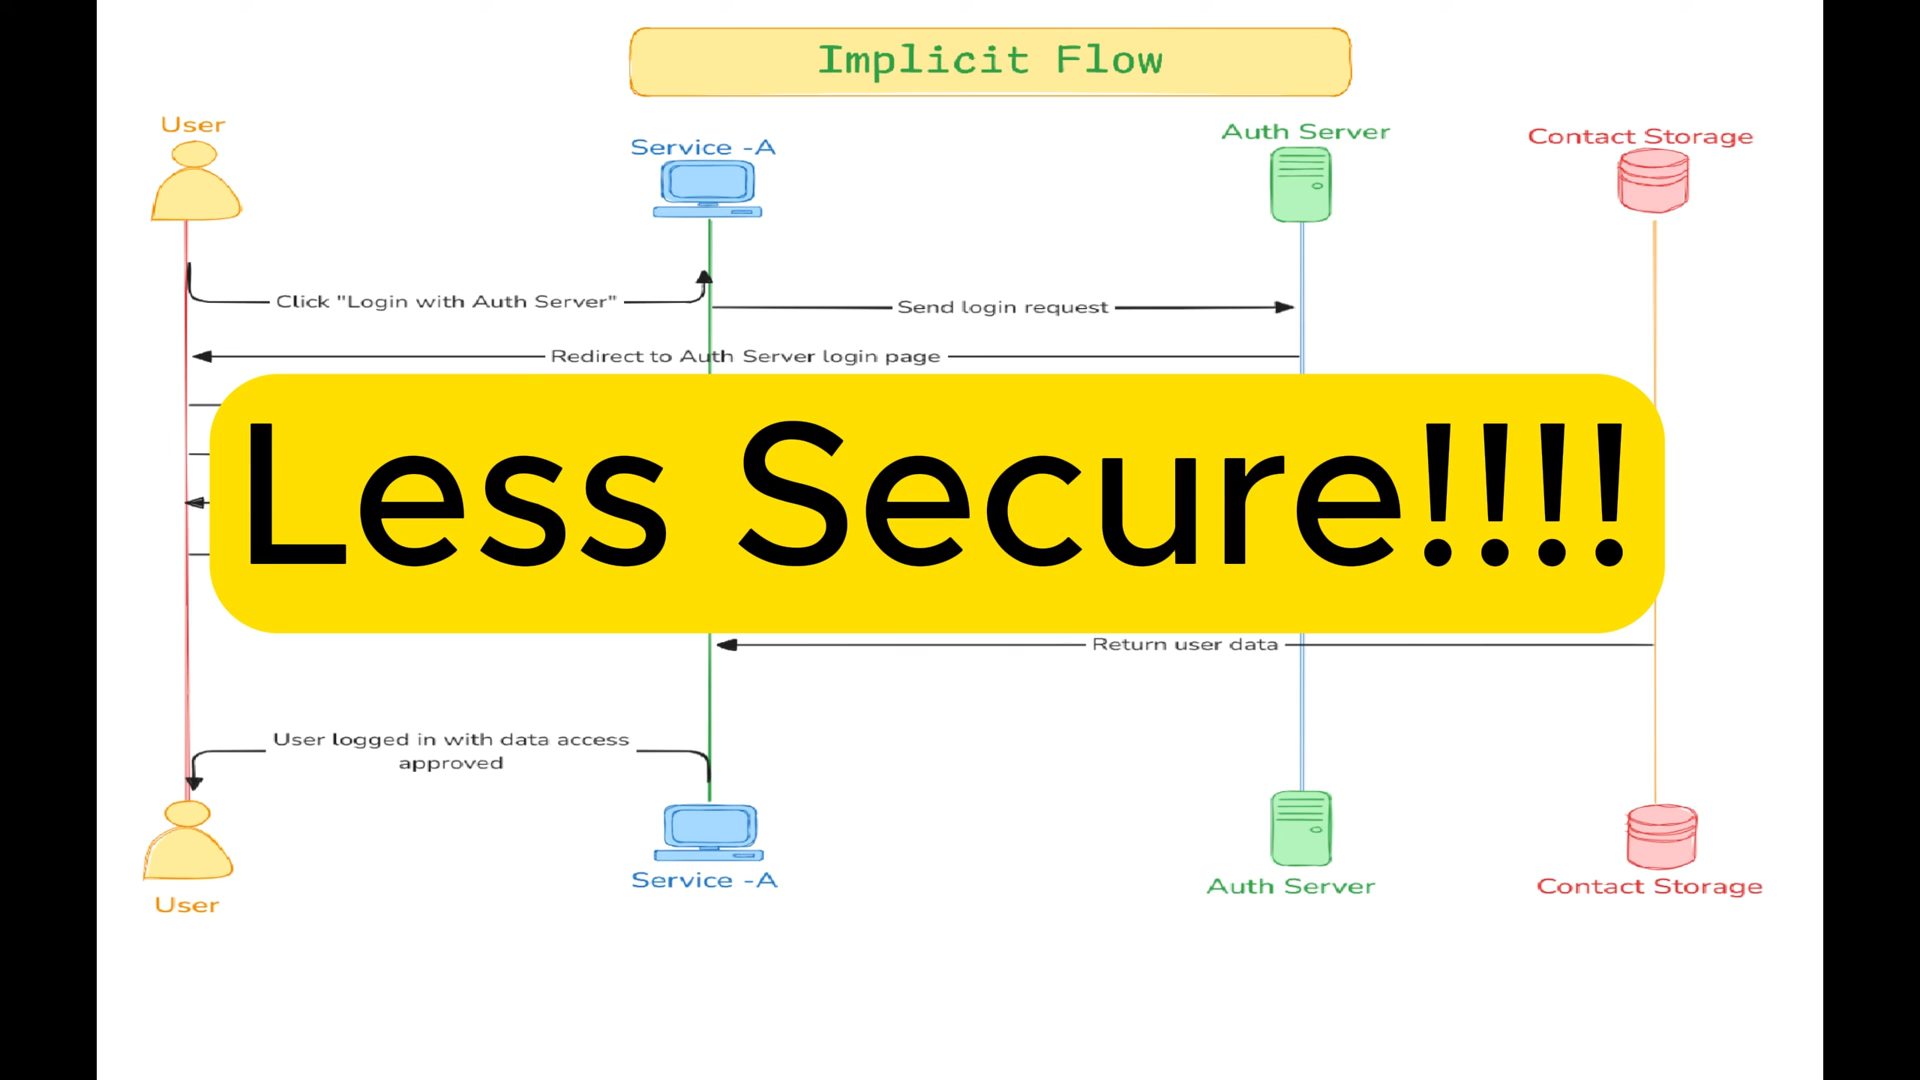 Implicit Flow
User
Service -A
Auth Server
Contact Storage
Click "Login with Auth Server"
Send login request
Redirect to Auth Server login page
Less Secure!!!!
Return user data
User logged in with data access
approved
User
Service -A
Auth Server
Contact Storage